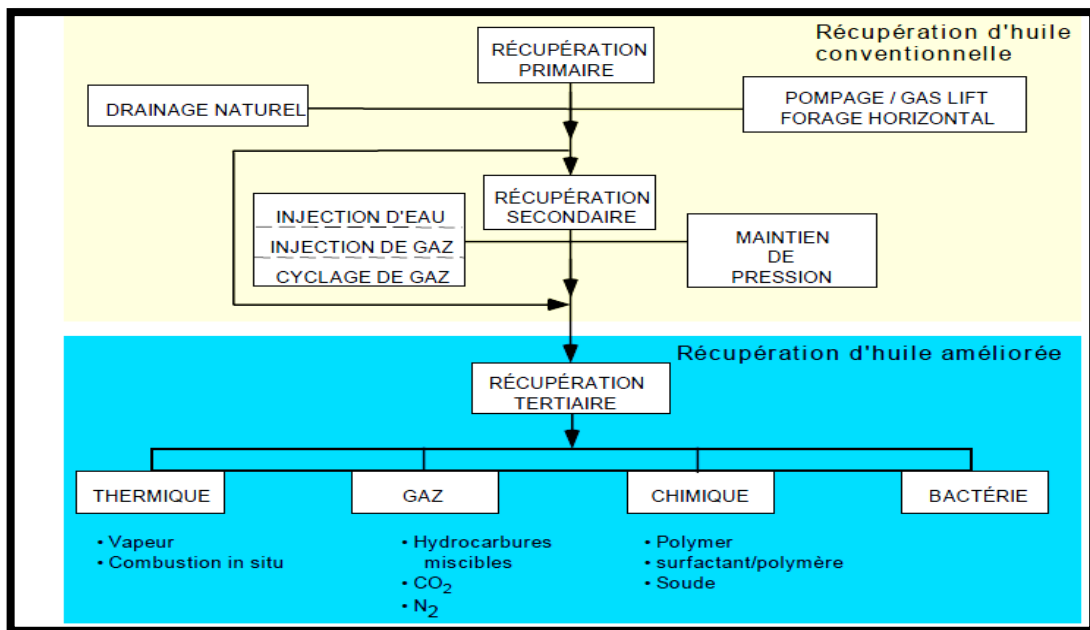 Récupération d'huile
conventionnelle
RÉCUPÉRATION
PRIMAIRE
DRAINAGE NATUREL
POMPAGE / GAS LIFT
FORAGE HORIZONTAL
RÉCUPÉRATION
SECONDAIRE
INJECTION D'EAU
INJECTION DE GAZ
CYCLAGE DE GAZ
MAINTIEN
DE
PRESSION
Récupération d'huile améliorée
RÉCUPÉRATION
TERTIAIRE
THERMIQUE
• Vapeur
• Combustion in situ
GAZ
• Hydrocarbures
miscibles
• CO2
• N2
CHIMIQUE
• Polymer
• surfactant/polymère
• Soude
BACTÉRIE